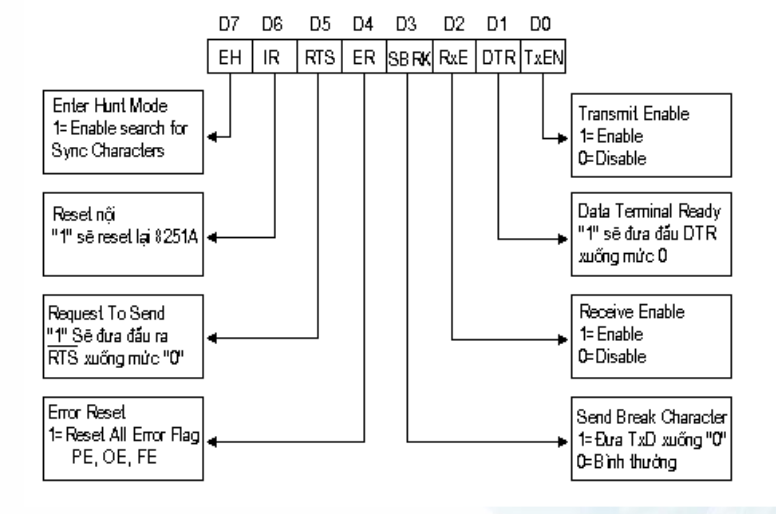 D7 D6 D5 D4 D3 D2 D1 D0
EH IR RTS ER SBRK RxE DTR TxEN
Enter Hunt Mode
1= Enable search for
Sync Characters
Reset nội
"1" sẽ reset lại 8251A
Request To Send
"1" Sẽ đưa đầu ra
RTS xuống mức "0"
Error Reset
1= Reset All Error Flag
PE, OE, FE
Transmit Enable
1= Enable
0= Disable
Data Terminal Ready
"1" sẽ đưa đầu DTR
xuống mức 0
Receive Enable
1= Enable
0= Disable
Send Break Character
1= Đưa TxD xuống "0"
0= Bình thường